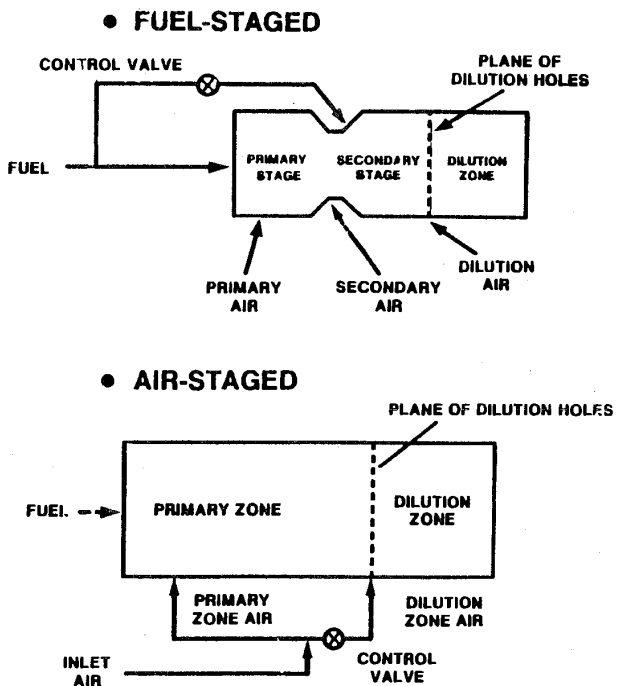 • FUEL-STAGED
CONTROL VALVE
PLANE OF
DILUTION HOLES
FUEL
PRIMARY
STAGE
SECONDARY
STAGE
DILUTION
ZONE
PRIMARY
AIR
SECONDARY
AIR
DILUTION
AIR
• AIR-STAGED
PLANE OF DILUTION HOLES
FUEL
PRIMARY ZONE
DILUTION
ZONE
PRIMARY
ZONE AIR
DILUTION
ZONE AIR
INLET
AIR
CONTROL
VALVE